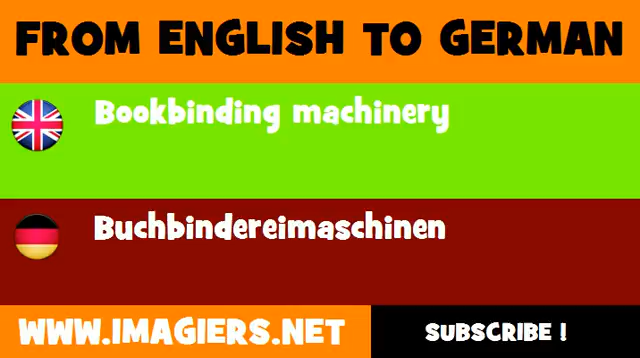 FROM ENGLISH TO GERMAN
Bookbinding machinery
Buchbindereimaschinen
WWW.IMAGIERS.NET
SUBSCRIBE !